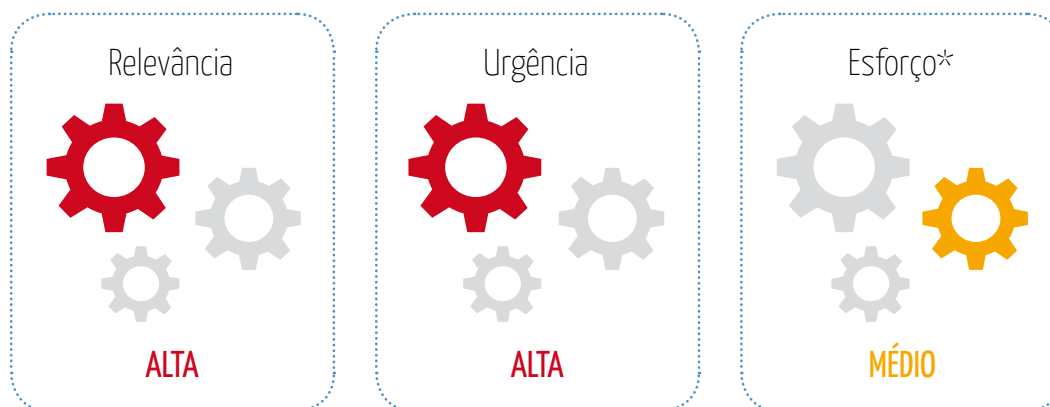 Relevância
ALTA
Urgência
ALTA
Esforço*
MÉDIO